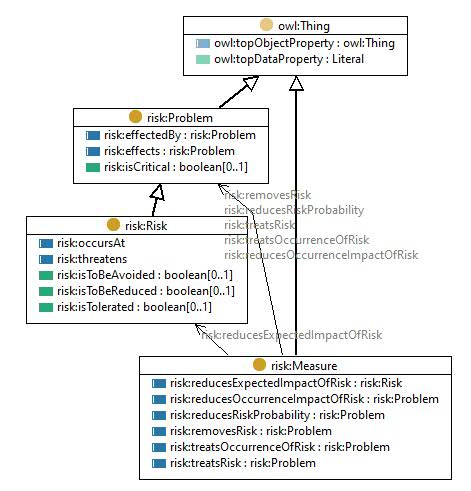 owl:Thing
owl:topObjectProperty : owl:Thing
owl:topDataProperty : Literal
risk:Problem
risk:effectedBy : risk:Problem
risk:effects : risk:Problem
risk:isCritical : boolean[0..1]
risk:removesRisk
risk:reducesRiskProbability
risk:treatsRisk
risk:treatsOccurrenceOfRisk
risk:reducesOccurrenceImpactOfRisk
risk:Risk
risk:occursAt
risk:threatens
risk:isToBeAvoided : boolean[0..1]
risk:isToBeReduced : boolean[0..1]
risk:isTolerated : boolean[0..1]
risk:reducesExpectedImpactOfRisk
risk:Measure
risk:reducesExpectedImpactOfRisk : risk:Risk
risk:reducesOccurrenceImpactOfRisk : risk:Problem
risk:reducesRiskProbability : risk:Problem
risk:removesRisk : risk:Problem
risk:treatsOccurrenceOfRisk : risk:Problem
risk:treatsRisk : risk:Problem